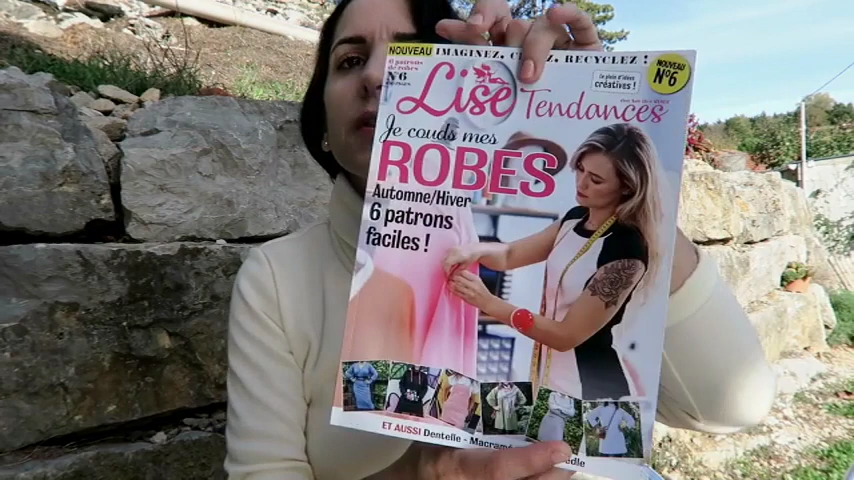 NOUVEAU IMAGINEZ, CRÉEZ, RECYCLEZ !
6 patrons
de robes
N°6
Lise Tendances
Le plein d'idées
créatives !
NOUVEAU
N°6
Je couds mes
ROBES
Automne/Hiver
6 patrons
faciles !
ET AUSSI Dentelle - Macramé